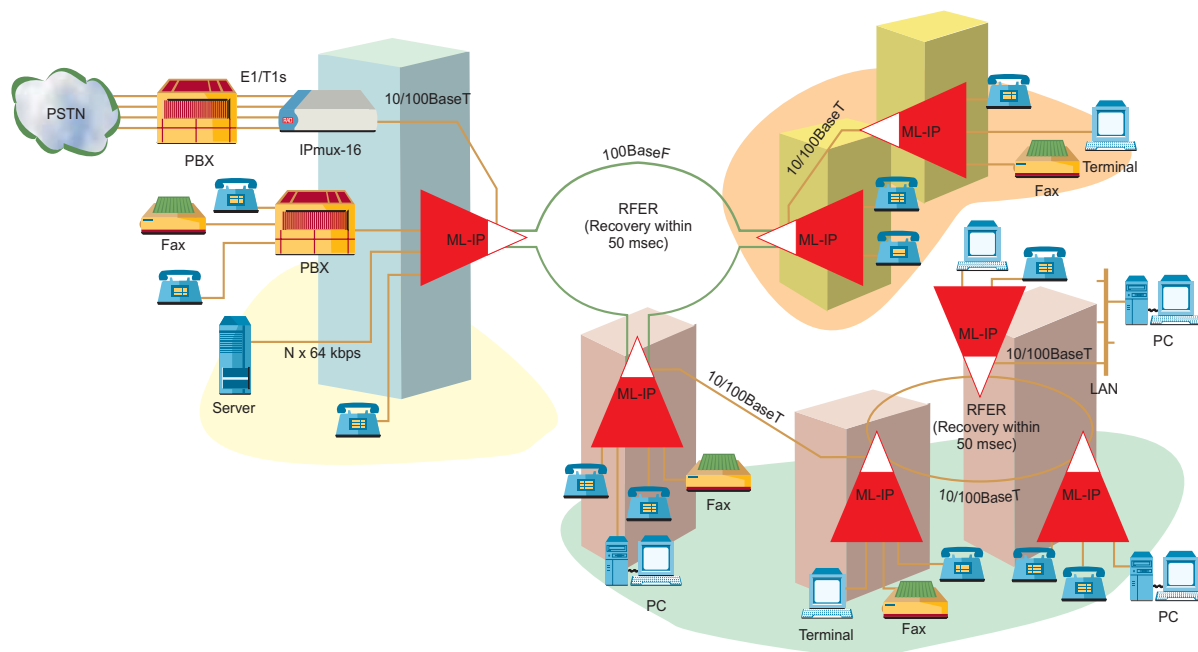 PSTN
E1/T1s
PBX
RAD
IPmux-16
10/100BaseT
Fax
PBX
ML-IP
N x 64 kbps
Server
100BaseF
RFER
(Recovery within
50 msec)
10/100BaseT
ML-IP
Terminal
Fax
ML-IP
ML-IP
10/100BaseT
Fax
PC
ML-IP
10/100BaseT
LAN
PC
RFER
(Recovery within
50 msec)
ML-IP
10/100BaseT
ML-IP
Terminal
Fax
PC